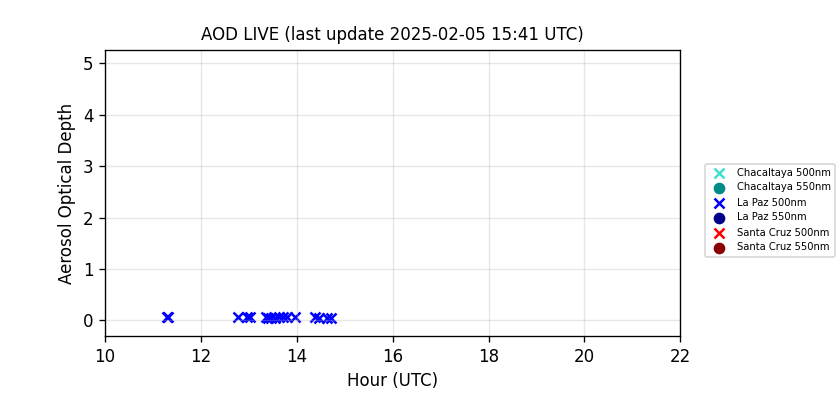 AOD LIVE (last update 2025-02-05 15:41 UTC)
Aerosol Optical Depth
5
4
3
2
1
0
10 12 14 16 18 20 22
Hour (UTC)
Chacaltaya 500nm
Chacaltaya 550nm
La Paz 500nm
La Paz 550nm
Santa Cruz 500nm
Santa Cruz 550nm